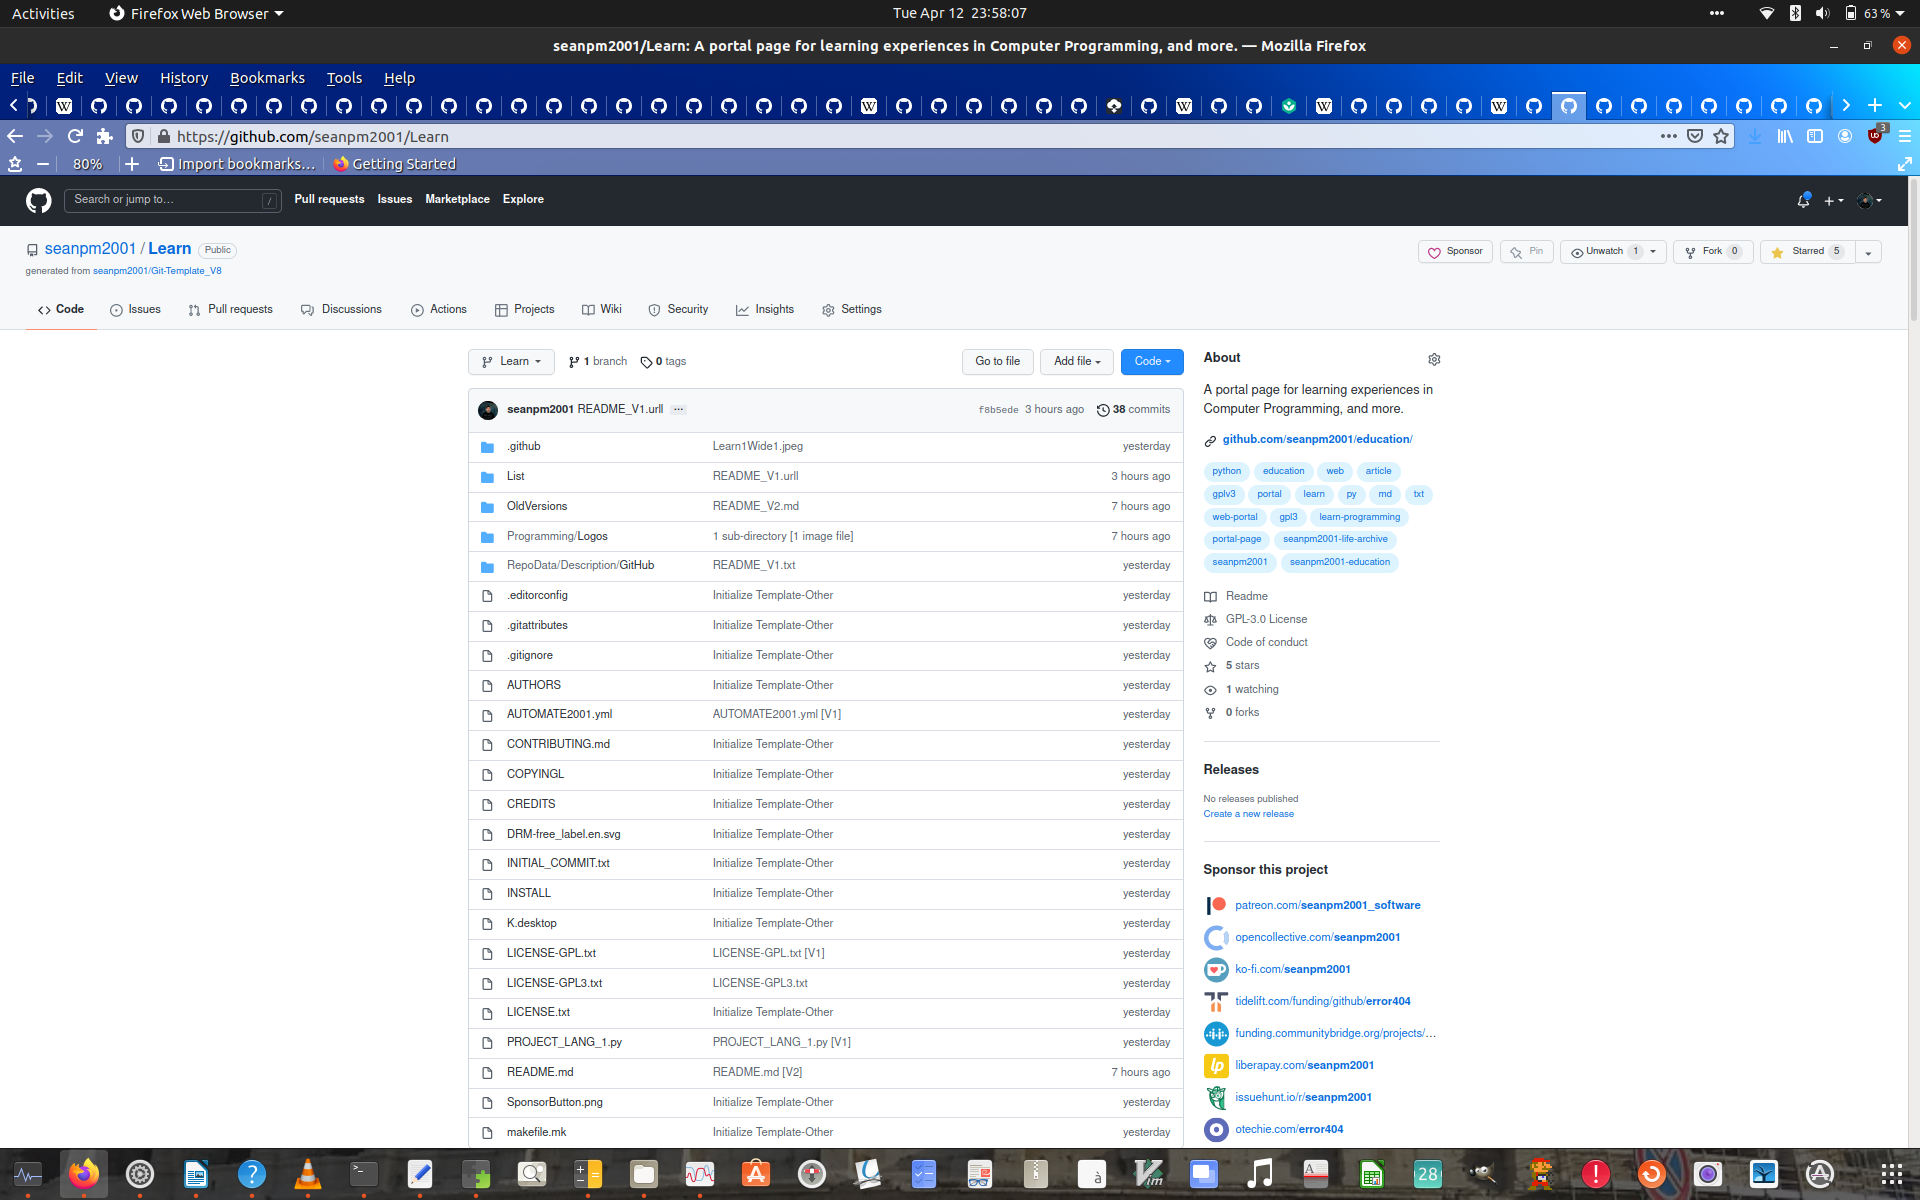 Activities Firefox Web Browser Tue Apr 12 23:58:07 63 %
seanpm2001/Learn: A portal page for learning experiences in Computer Programming, and more. — Mozilla Firefox
File Edit View History Bookmarks Tools Help
https://github.com/seanpm2001/Learn 3
80% Import bookmarks... Getting Started
Search or jump to... / Pull requests Issues Marketplace Explore
seanpm2001 / Learn Public Sponsor Pin Unwatch 1 Fork 0 Starred 5
generated from seanpm2001/Git-Template_V8
Code Issues Pull requests Discussions Actions Projects Wiki Security Insights Settings
Learn 1 branch 0 tags Go to file Add file Code
seanpm2001 README_V1.urll ... f8b5ede 3 hours ago 38 commits
.github Learn1Wide1.jpeg yesterday
List README_V1.urll 3 hours ago
OldVersions README_V2.md 7 hours ago
Programming/Logos 1 sub-directory [1 image file] 7 hours ago
RepoData/Description/GitHub README_V1.txt yesterday
.editorconfig Initialize Template-Other yesterday
.gitattributes Initialize Template-Other yesterday
.gitignore Initialize Template-Other yesterday
AUTHORS Initialize Template-Other yesterday
AUTOMATE2001.yml AUTOMATE2001.yml [V1] yesterday
CONTRIBUTING.md Initialize Template-Other yesterday
COPYINGL Initialize Template-Other yesterday
CREDITS Initialize Template-Other yesterday
DRM-free_label.en.svg Initialize Template-Other yesterday
INITIAL_COMMIT.txt Initialize Template-Other yesterday
INSTALL Initialize Template-Other yesterday
K.desktop Initialize Template-Other yesterday
LICENSE-GPL.txt LICENSE-GPL.txt [V1] yesterday
LICENSE-GPL3.txt LICENSE-GPL3.txt yesterday
LICENSE.txt Initialize Template-Other yesterday
PROJECT_LANG_1.py PROJECT_LANG_1.py [V1] yesterday
README.md README.md [V2] 7 hours ago
SponsorButton.png Initialize Template-Other yesterday
makefile.mk Initialize Template-Other yesterday
About
A portal page for learning experiences in
Computer Programming, and more.
github.com/seanpm2001/education/
python education web article
gplv3 portal learn py md txt
web-portal gpl3 learn-programming
portal-page seanpm2001-life-archive
seanpm2001 seanpm2001-education
Readme
GPL-3.0 License
Code of conduct
5 stars
1 watching
0 forks
Releases
No releases published
Create a new release
Sponsor this project
patreon.com/seanpm2001_software
opencollective.com/seanpm2001
ko-fi.com/seanpm2001
tidelift.com/funding/github/error404
funding.communitybridge.org/projects/...
lp liberapay.com/seanpm2001
issuehunt.io/r/seanpm2001
otechie.com/error404
28